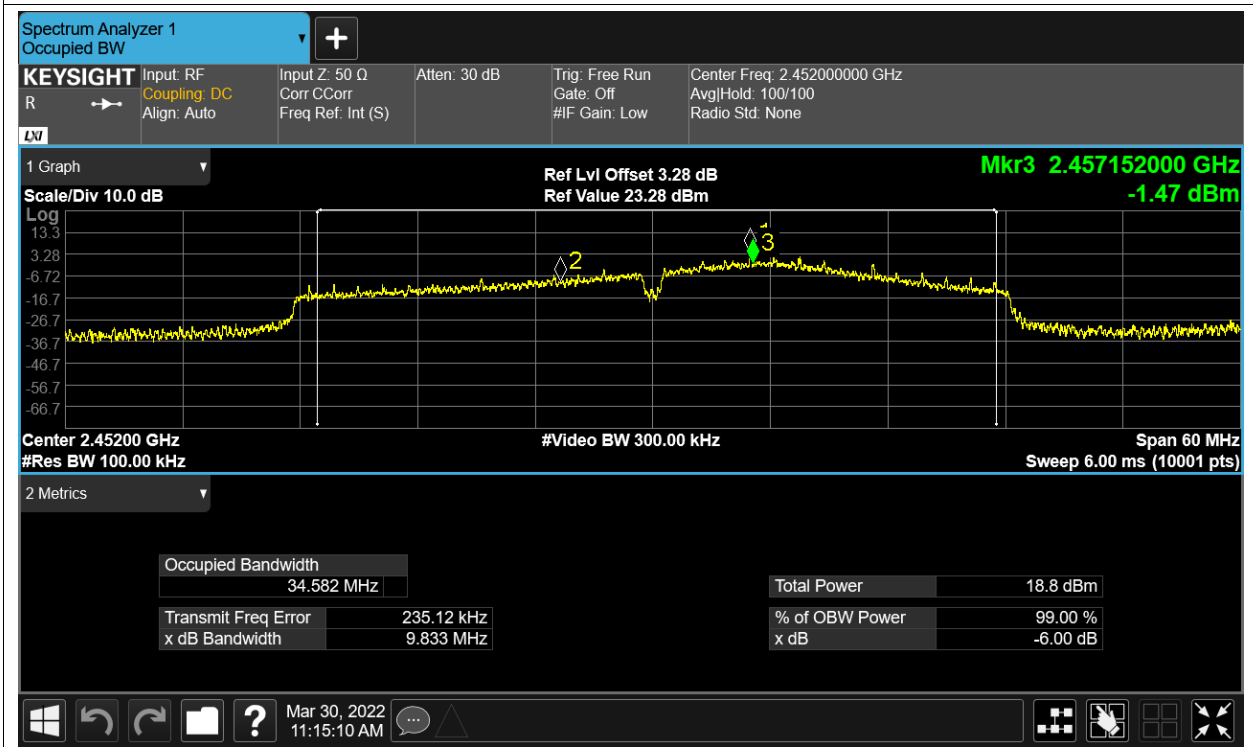 Spectrum Analyzer 1
Occupied BW
KEYSIGHT
R
LXI
Input: RF
Coupling: DC
Align: Auto
Input Z: 50 Ω
Corr CCorr
Freq Ref: Int (S)
Atten: 30 dB
Trig: Free Run
Gate: Off
#IF Gain: Low
Center Freq: 2.452000000 GHz
Avg|Hold: 100/100
Radio Std: None
1 Graph
Scale/Div 10.0 dB
Ref Lvl Offset 3.28 dB
Ref Value 23.28 dBm
Mkr3 2.457152000 GHz
-1.47 dBm
Log
13.3
3.28
-6.72
-16.7
-26.7
-36.7
-46.7
-56.7
-66.7
2
3
Center 2.45200 GHz
#Res BW 100.00 kHz
#Video BW 300.00 kHz
Span 60 MHz
Sweep 6.00 ms (10001 pts)
2 Metrics
Occupied Bandwidth
34.582 MHz
Transmit Freq Error 235.12 kHz
x dB Bandwidth 9.833 MHz
Total Power 18.8 dBm
% of OBW Power 99.00 %
x dB -6.00 dB
?
Mar 30, 2022
11:15:10 AM